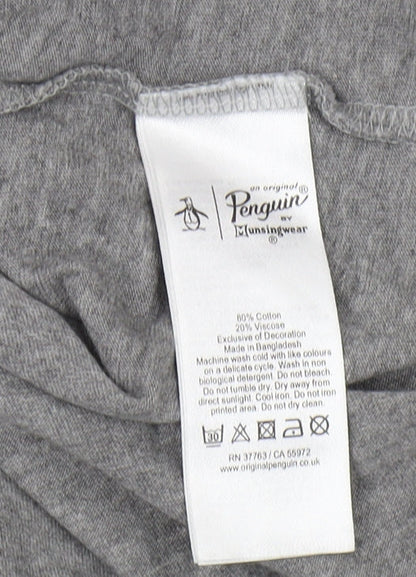 an original
Penguin®
BY
Munsingwear
®
80% Cotton
20% Viscose
Exclusive of Decoration
Made in Bangladesh
Machine wash cold with like colours
on a delicate cycle. Wash in non
biological detergent. Do not bleach.
Do not tumble dry. Dry away from
direct sunlight. Cool iron. Do not iron
printed area. Do not dry clean.
30
RN 37763 / CA 55972
www.originalpenguin.co.uk